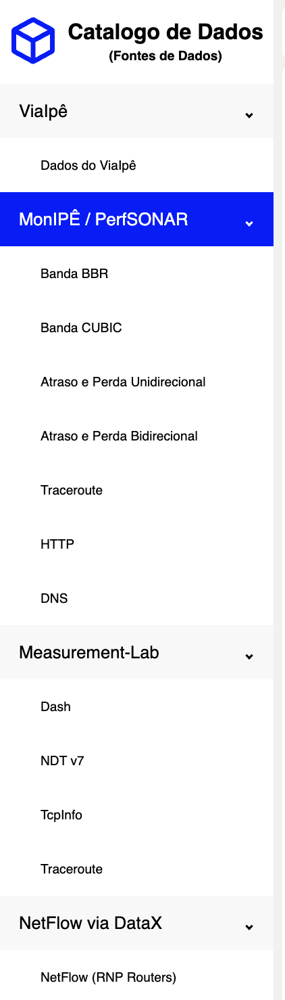 Catalogo de Dados
(Fontes de Dados)
ViaIpê
Dados do ViaIpê
MonIPÊ / PerfSONAR
Banda BBR
Banda CUBIC
Atraso e Perda Unidirecional
Atraso e Perda Bidirecional
Traceroute
HTTP
DNS
Measurement-Lab
Dash
NDT v7
TcpInfo
Traceroute
NetFlow via DataX
NetFlow (RNP Routers)